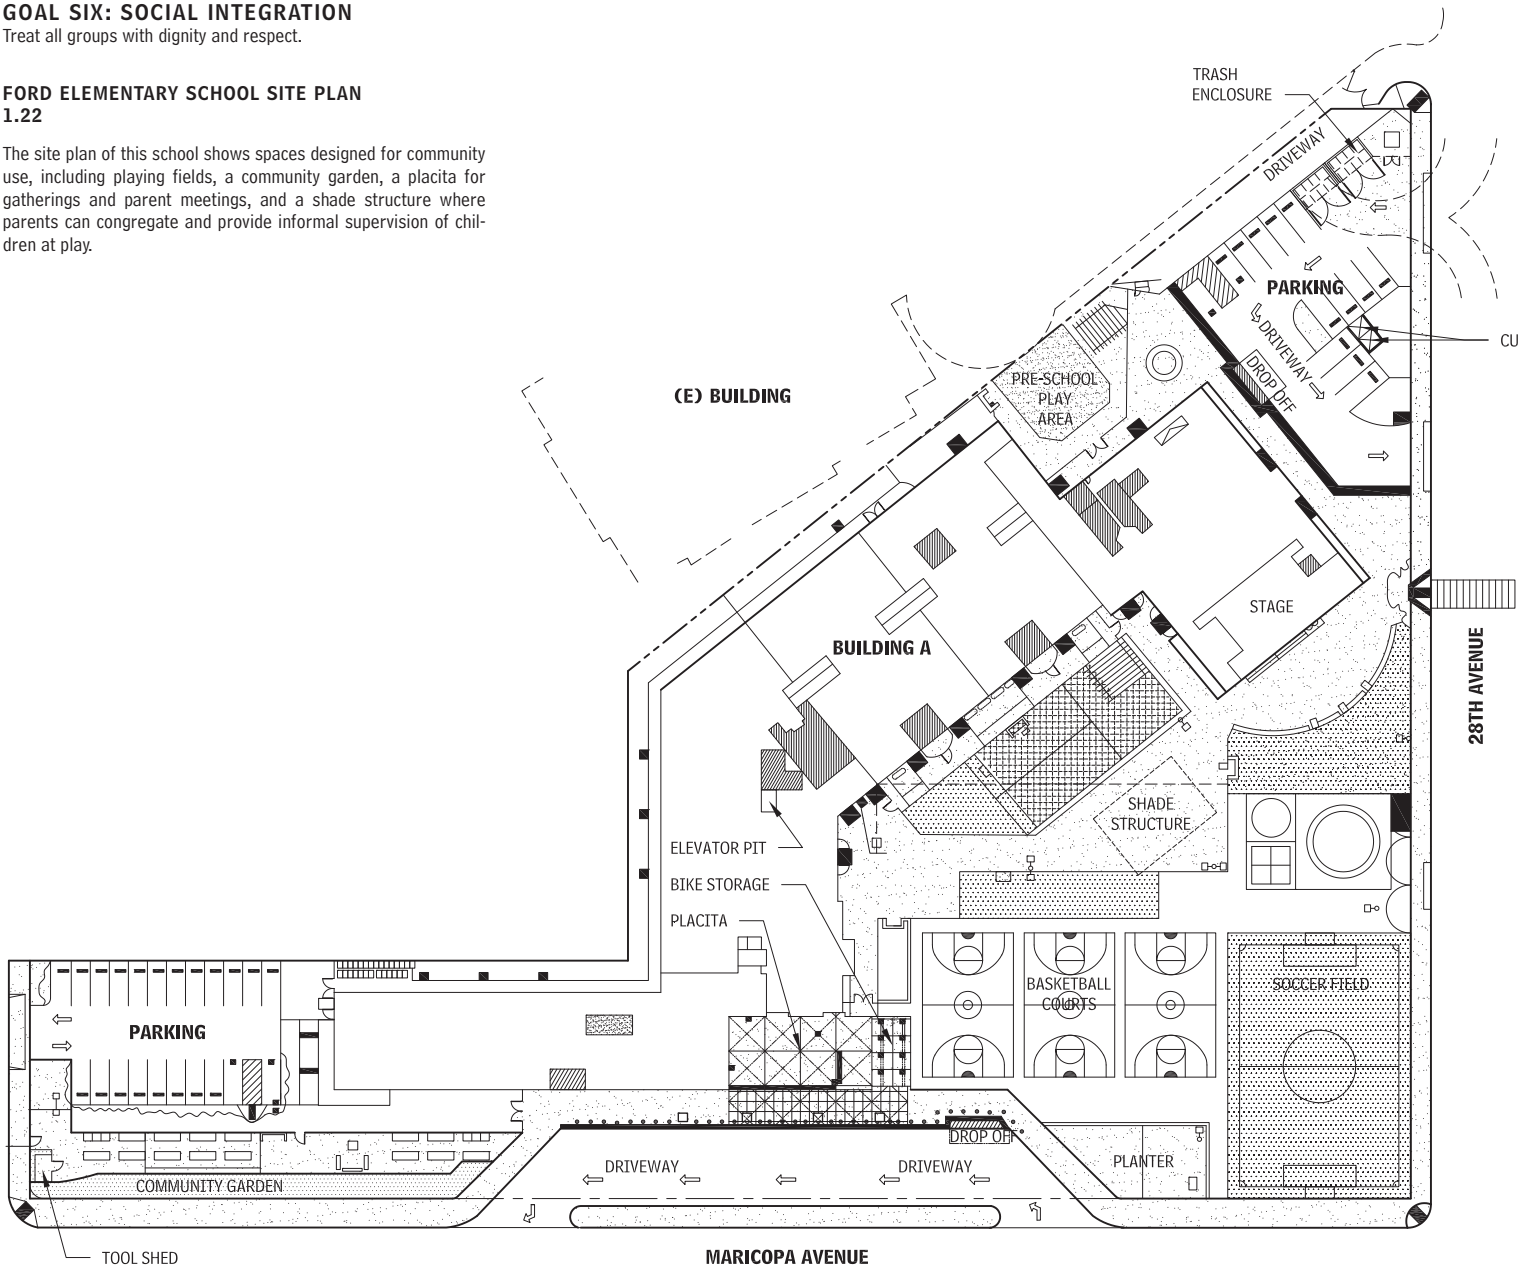 GOAL SIX: SOCIAL INTEGRATION
Treat all groups with dignity and respect.
FORD ELEMENTARY SCHOOL SITE PLAN
1.22
The site plan of this school shows spaces designed for community
use, including playing fields, a community garden, a placita for
gatherings and parent meetings, and a shade structure where
parents can congregate and provide informal supervision of chil-
dren at play.
TRASH
ENCLOSURE
DRIVEWAY
PARKING
CU
DRIVEWAY
DROP OFF
PRE-SCHOOL
PLAY
AREA
(E) BUILDING
STAGE
BUILDING A
28TH AVENUE
SHADE
STRUCTURE
ELEVATOR PIT
BIKE STORAGE
PLACITA
BASKETBALL
COURTS
SOCCER FIELD
PARKING
DROP OFF
DRIVEWAY
DRIVEWAY
PLANTER
COMMUNITY GARDEN
TOOL SHED
MARICOPA AVENUE